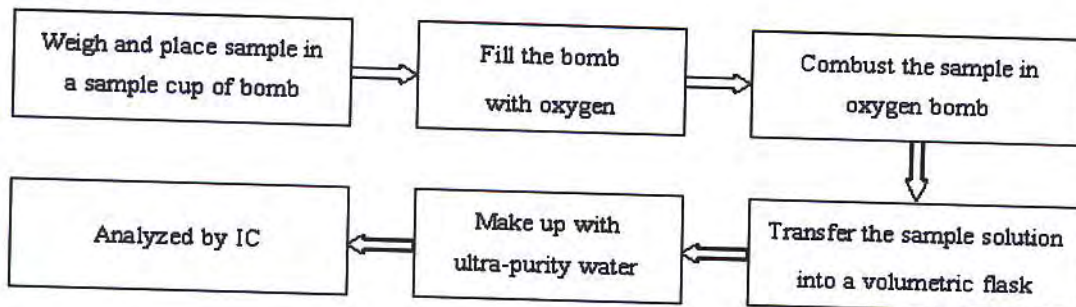 Weigh and place sample in
a sample cup of bomb
Fill the bomb
with oxygen
Combust the sample in
oxygen bomb
Transfer the sample solution
into a volumetric flask
Make up with
ultra-purity water
Analyzed by IC